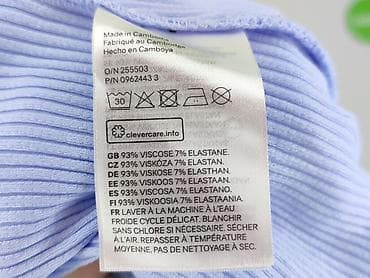 Made in Cambodia
Fabriqué au Cambodge
Hecho en Camboya
O/N 255503
P/N 0962443 3
30
clevercare.info
GB 93% VISCOSE 7% ELASTANE.
CZ 93% VISKÓZA 7% ELASTAN.
DE 93% VISKOSE 7% ELASTHAN.
EE 93% VISKOOS 7% ELASTAAN.
ES 93% VISCOSA 7% ELASTANO.
FI 93% VISKOOSIA 7% ELASTAANIA.
FR LAVER À LA MACHINE À L'EAU
FROIDE CYCLE DÉLICAT. BLANCHIR
SANS CHLORE SI NÉCESSAIRE. SÉCHER
À L'AIR. REPASSER À TEMPÉRATURE
MOYENNE. PAS DE NETTOYAGE À SEC.